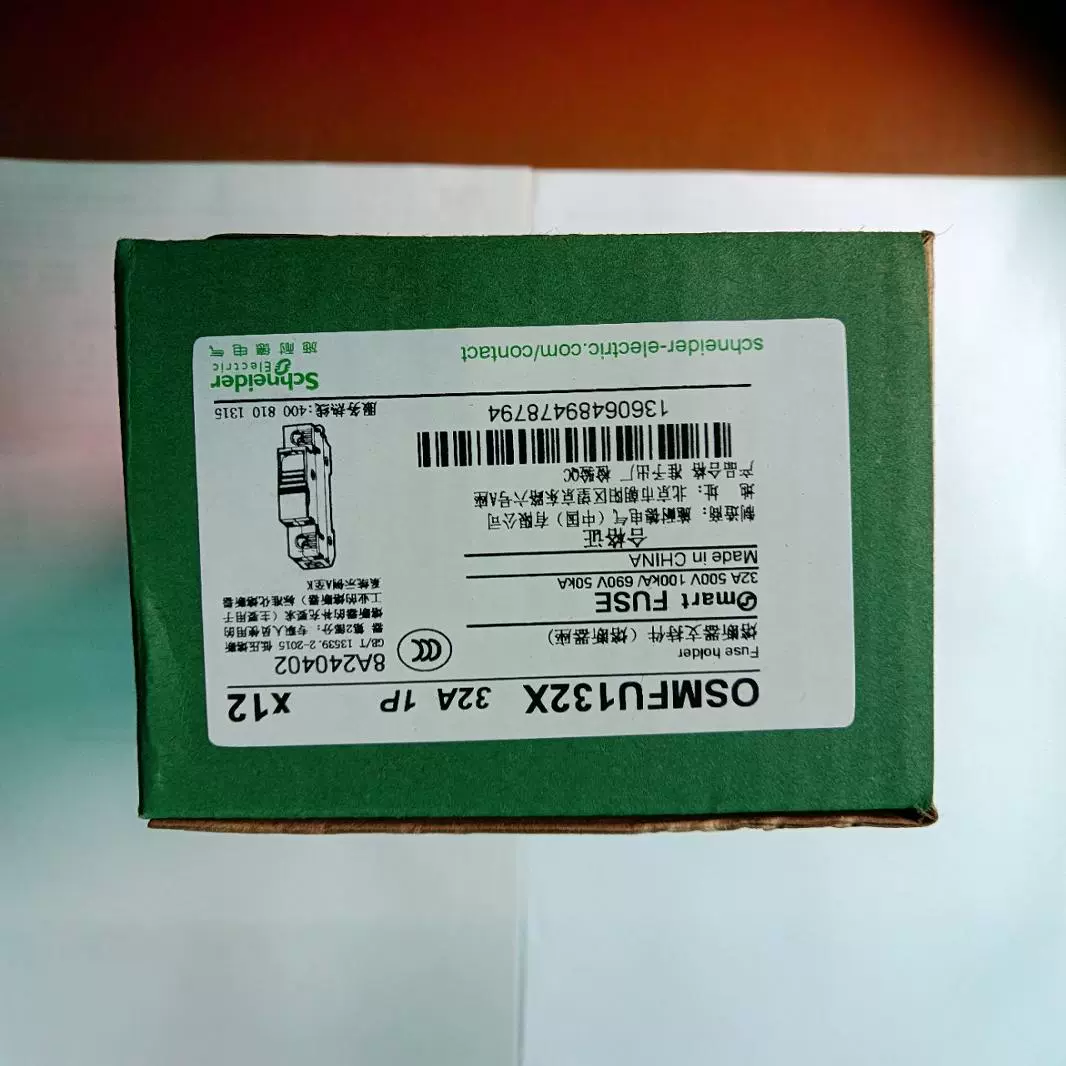 OSMFU132X 32A 1P X12
Fuse holder
熔断器支持件（熔断器座）
Smart FUSE
32A 500V 100kA/ 690V 50kA
Made in CHINA
合格证
制造商：施耐德电气（中国）有限公司
地 址：北京市朝阳区望京东路六号A座
产品合格 准予出厂 检验QC
13606489478794
8A240402
CCC
GB/T 13539.2-2015 低压熔断
器 第2部分：专职人员使用的
熔断器的补充要求（主要用于
工业的熔断器）标准化熔断器
系统示例A至K
服务热线:400 810 1315
schneider-electric.com/contact
Schneider
Electric
施耐德电气